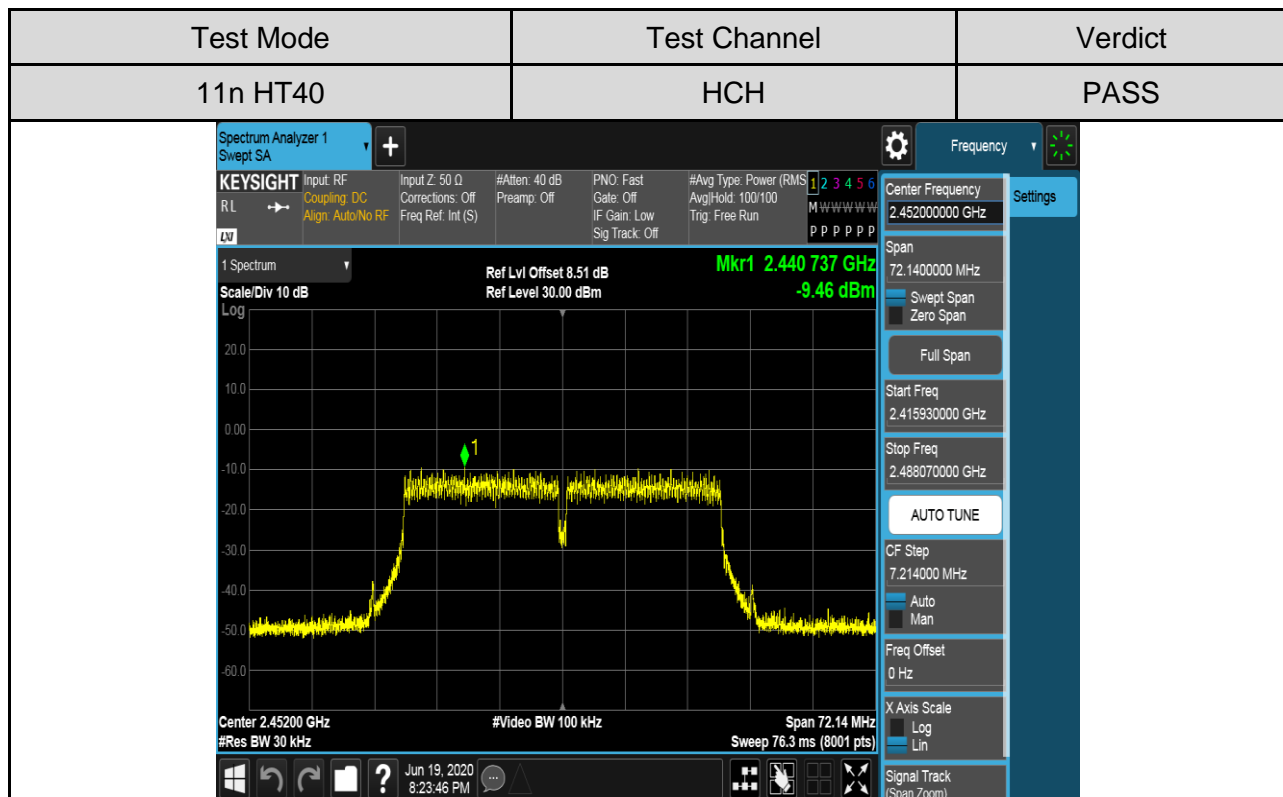 Test Mode Test Channel Verdict
11n HT40 HCH PASS
Spectrum Analyzer 1
Swept SA
+
Frequency
KEYSIGHT
RL
LXI
Input: RF
Coupling: DC
Align: Auto/No RF
Input Z: 50 Ω
Corrections: Off
Freq Ref: Int (S)
#Atten: 40 dB
Preamp: Off
PNO: Fast
Gate: Off
IF Gain: Low
Sig Track: Off
#Avg Type: Power (RMS
Avg|Hold: 100/100
Trig: Free Run
1 2 3 4 5 6
M W W W W W
P P P P P P
1 Spectrum
Scale/Div 10 dB
Log
Ref Lvl Offset 8.51 dB
Ref Level 30.00 dBm
Mkr1 2.440 737 GHz
-9.46 dBm
20.0
10.0
0.00
-10.0
-20.0
-30.0
-40.0
-50.0
-60.0
1
Center 2.45200 GHz
#Res BW 30 kHz
#Video BW 100 kHz
Span 72.14 MHz
Sweep 76.3 ms (8001 pts)
?
Jun 19, 2020
8:23:46 PM
Center Frequency
2.452000000 GHz
Span
72.1400000 MHz
Swept Span
Zero Span
Full Span
Start Freq
2.415930000 GHz
Stop Freq
2.488070000 GHz
AUTO TUNE
CF Step
7.214000 MHz
Auto
Man
Freq Offset
0 Hz
X Axis Scale
Log
Lin
Signal Track
(Span Zoom)
Settings